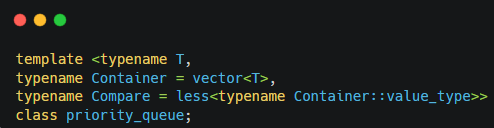 template <typename T,
typename Container = vector<T>,
typename Compare = less<typename Container::value_type>>
class priority_queue;